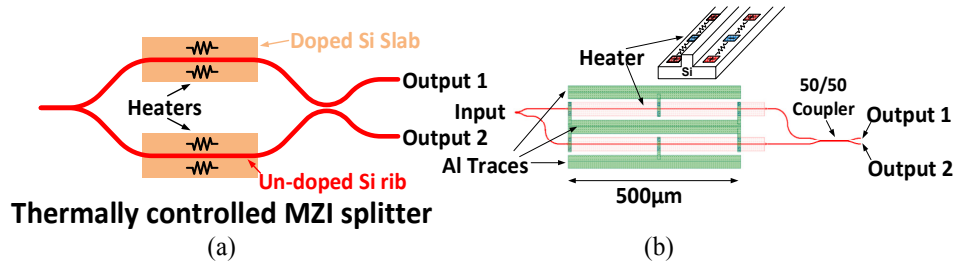 Doped Si Slab
Heaters
Output 1
Output 2
Un-doped Si rib
Thermally controlled MZI splitter
(a)
Si
Heater
Input
50/50
Coupler
Output 1
Output 2
Al Traces
500μm
(b)